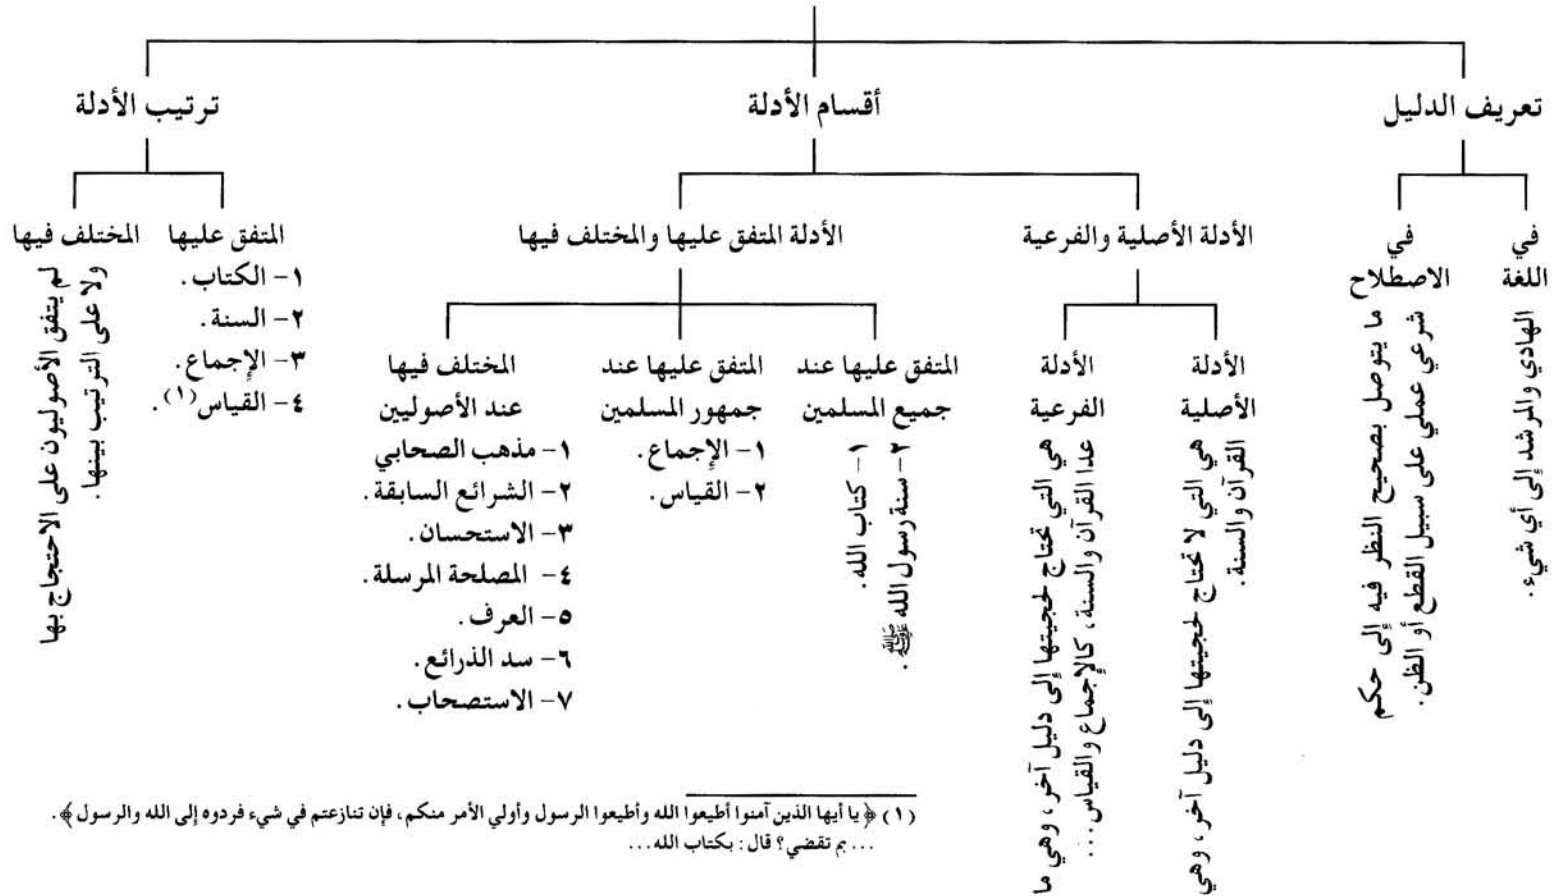 تعريف الدليل
في
اللغة
الهادي والمرشد إلى أي شيء.
في
الاصطلاح
ما يتوصل بصحيح النظر فيه إلى حكم
شرعي عملي على سبيل القطع أو الظن.
أقسام الأدلة
الأدلة الأصلية والفرعية
الأدلة
الأصلية
هي التي لا تحتاج لحجيتها إلى دليل آخر، وهي
القرآن والسنة.
الأدلة
الفرعية
هي التي تحتاج لحجيتها إلى دليل آخر، وهي ما
عدا القرآن والسنة، كالإجماع والقياس...
الأدلة المتفق عليها والمختلف فيها
المتفق عليها عند
جميع المسلمين
١- كتاب الله.
٢- سنة رسول الله ﷺ.
المتفق عليها عند
جمهور المسلمين
١- الإجماع.
٢- القياس.
المختلف فيها
عند الأصوليين
١- مذهب الصحابي
٢- الشرائع السابقة.
٣- الاستحسان.
٤- المصلحة المرسلة.
٥- العرف.
٦- سد الذرائع.
٧- الاستصحاب.
ترتيب الأدلة
المتفق عليها
١- الكتاب.
٢- السنة.
٣- الإجماع.
٤- القياس(١).
المختلف فيها
لم يتفق الأصوليون على الاحتجاج بها
ولا على الترتيب بينها.
(١) ﴿يا أيها الذين آمنوا أطيعوا الله وأطيعوا الرسول وأولي الأمر منكم، فإن تنازعتم في شيء فردوه إلى الله والرسول﴾.
... بم تقضي؟ قال: بكتاب الله...